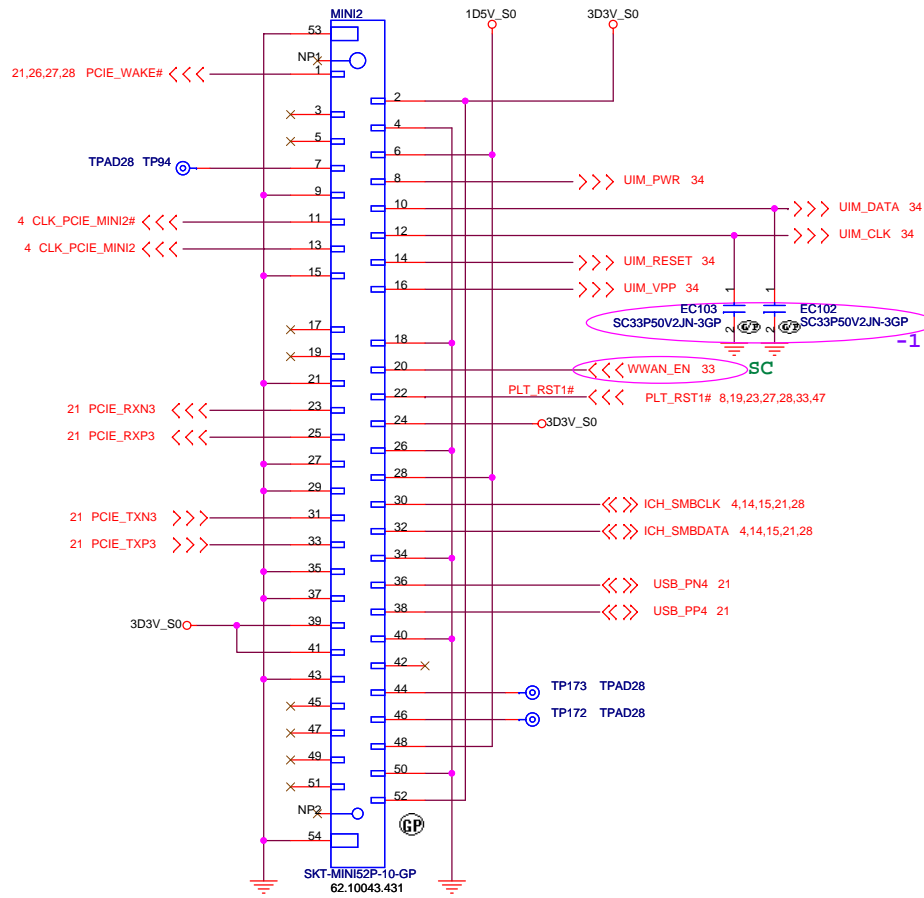 MINI2
1D5V_S0
3D3V_S0
53
NP1
21,26,27,28 PCIE_WAKE#
1
2
3
4
5
6
TPAD28 TP94
7
8
UIM_PWR 34
9
10
UIM_DATA 34
4 CLK_PCIE_MINI2#
11
12
UIM_CLK 34
4 CLK_PCIE_MINI2
13
14
UIM_RESET 34
15
16
UIM_VPP 34
1
1
EC103
EC102
SC33P50V2JN-3GP
SC33P50V2JN-3GP
2
G/P
2
G/P
-1
17
18
19
20
WWAN_EN 33
SC
21
22
PLT_RST1#
PLT_RST1# 8,19,23,27,28,33,47
21 PCIE_RXN3
23
24
3D3V_S0
21 PCIE_RXP3
25
26
27
28
29
30
ICH_SMBCLK 4,14,15,21,28
21 PCIE_TXN3
31
32
ICH_SMBDATA 4,14,15,21,28
21 PCIE_TXP3
33
34
35
36
USB_PN4 21
37
38
USB_PP4 21
3D3V_S0
39
40
41
42
43
44
TP173 TPAD28
45
46
TP172 TPAD28
47
48
49
50
51
52
NP2
GP
54
SKT-MINI52P-10-GP
62.10043.431